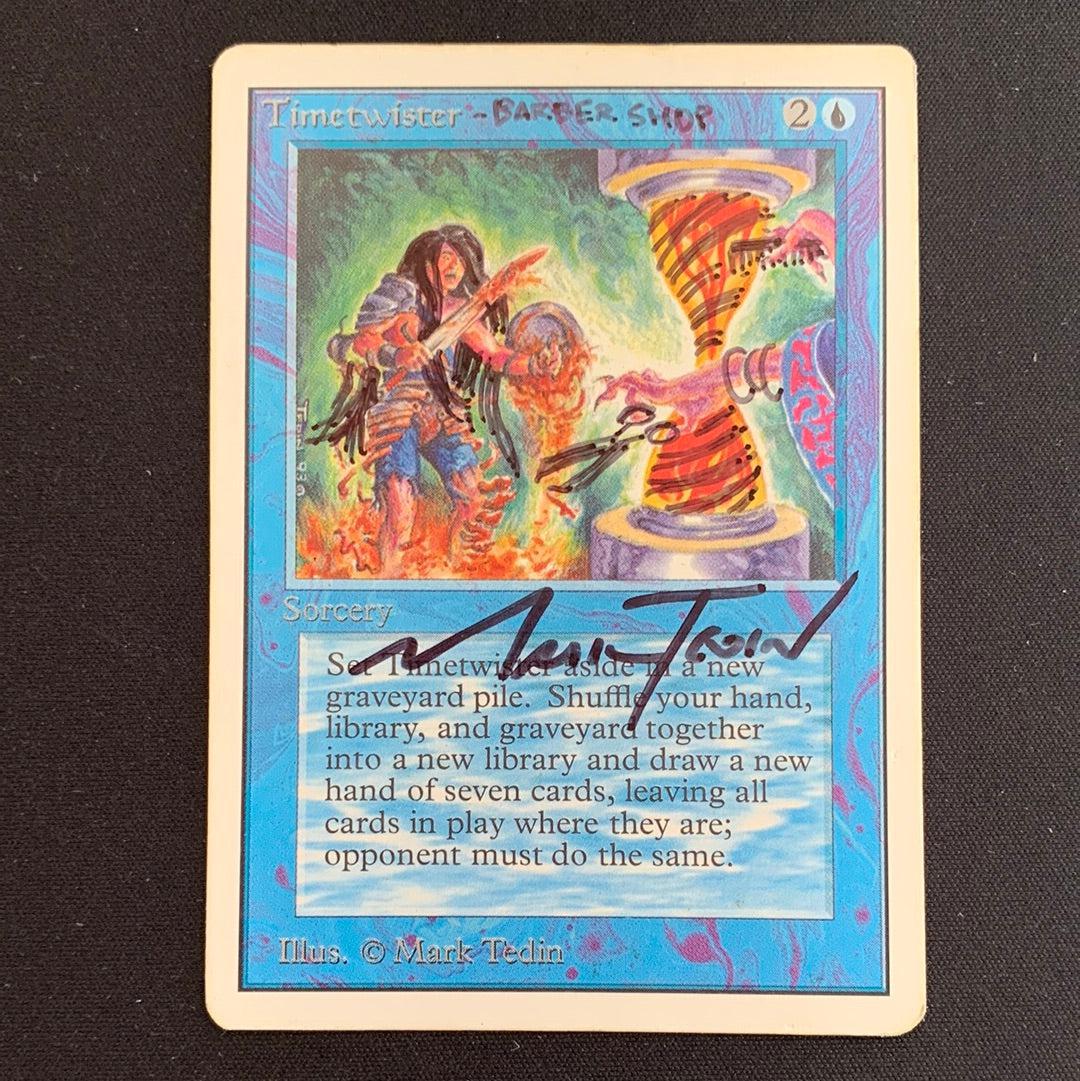 Timetwister - BARBER SHOP 2
Sorcery
Mark Tedin
Set Timetwister aside in a new
graveyard pile. Shuffle your hand,
library, and graveyard together
into a new library and draw a new
hand of seven cards, leaving all
cards in play where they are;
opponent must do the same.
Illus. © Mark Tedin